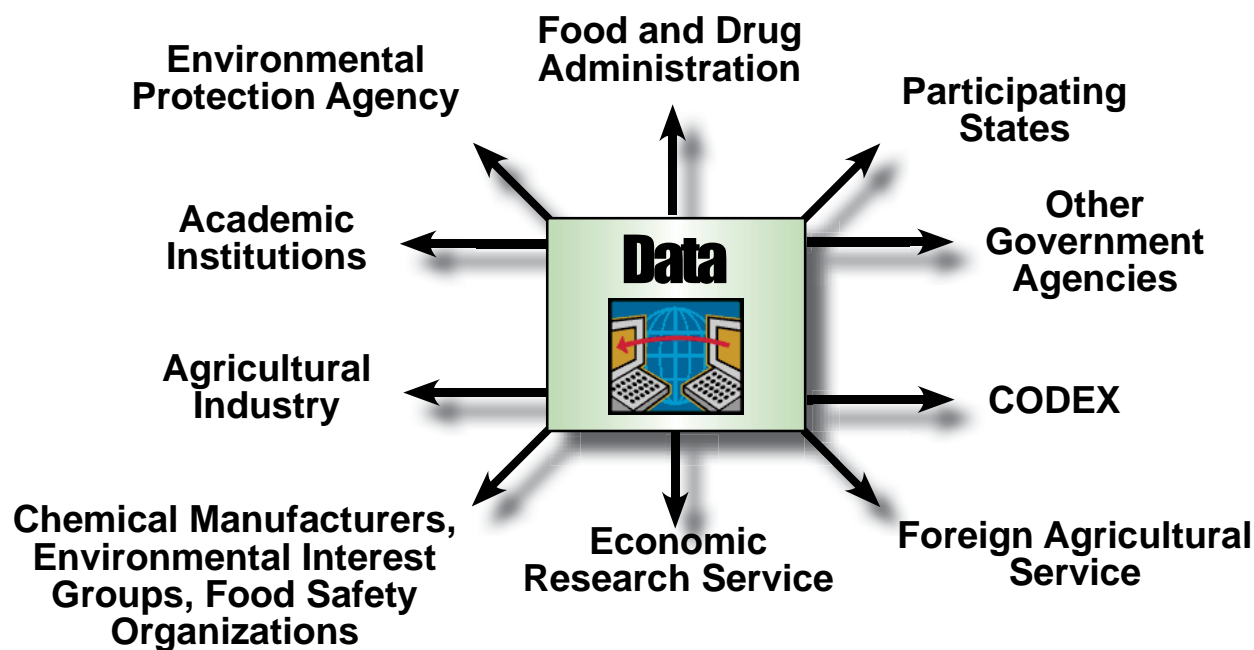 Food and Drug
Administration
Environmental
Protection Agency
Participating
States
Academic
Institutions
Other
Government
Agencies
Data
Agricultural
Industry
CODEX
Chemical Manufacturers,
Environmental Interest
Groups, Food Safety
Organizations
Economic
Research Service
Foreign Agricultural
Service